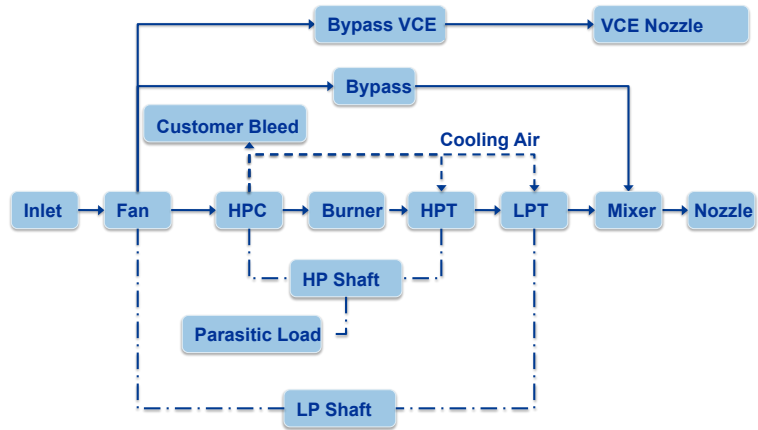 Bypass VCE
VCE Nozzle
Bypass
Customer Bleed
Cooling Air
Inlet
Fan
HPC
Burner
HPT
LPT
Mixer
Nozzle
HP Shaft
Parasitic Load
LP Shaft